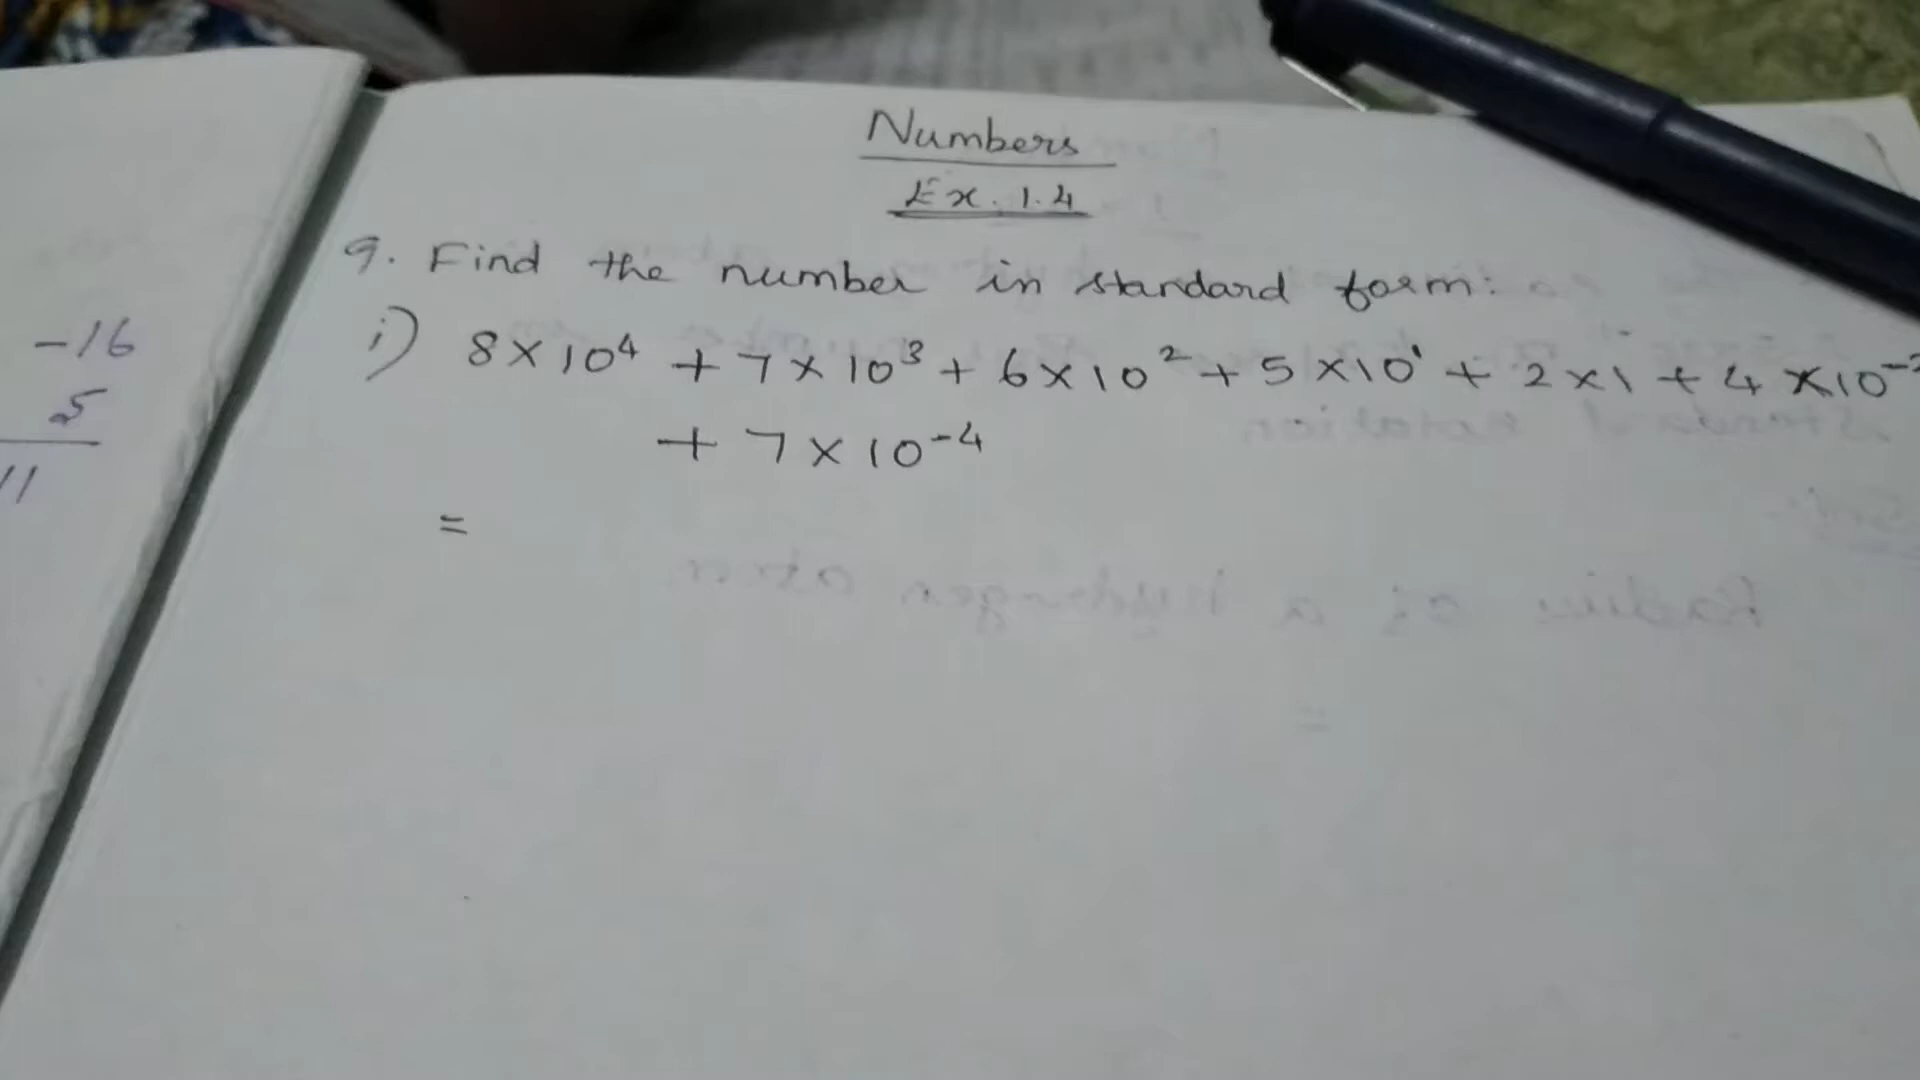 Numbers
Ex. 1.4
9. Find the number in standard form:
i) 8×10⁴ + 7×10³ + 6×10² + 5×10¹ + 2×1 + 4×10⁻²
+ 7×10⁻⁴
=
-16
5
11